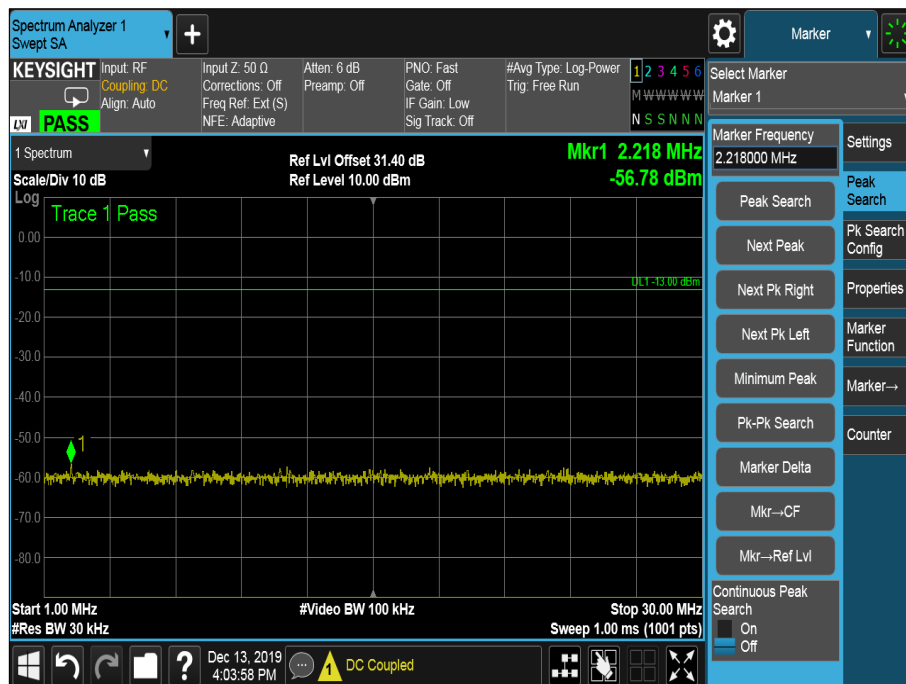 Spectrum Analyzer 1
Swept SA
+
Marker
KEYSIGHT
Input: RF
Coupling: DC
Align: Auto
Input Z: 50 Ω
Corrections: Off
Freq Ref: Ext (S)
NFE: Adaptive
Atten: 6 dB
Preamp: Off
PNO: Fast
Gate: Off
IF Gain: Low
Sig Track: Off
#Avg Type: Log-Power
Trig: Free Run
1 2 3 4 5 6
M W W W W W
N S S N N N
LXI PASS
Select Marker
Marker 1
1 Spectrum
Scale/Div 10 dB
Ref Lvl Offset 31.40 dB
Ref Level 10.00 dBm
Mkr1 2.218 MHz
-56.78 dBm
Log
Trace 1 Pass
0.00
-10.0
DL1 -13.00 dBm
-20.0
-30.0
-40.0
-50.0
1
-60.0
-70.0
-80.0
Start 1.00 MHz
#Video BW 100 kHz
Stop 30.00 MHz
#Res BW 30 kHz
Sweep 1.00 ms (1001 pts)
Marker Frequency
2.218000 MHz
Peak Search
Next Peak
Next Pk Right
Next Pk Left
Minimum Peak
Pk-Pk Search
Marker Delta
Mkr→CF
Mkr→Ref Lvl
Continuous Peak
Search
On
Off
Settings
Peak
Search
Pk Search
Config
Properties
Marker
Function
Marker→
Counter
?
Dec 13, 2019
4:03:58 PM
1
DC Coupled